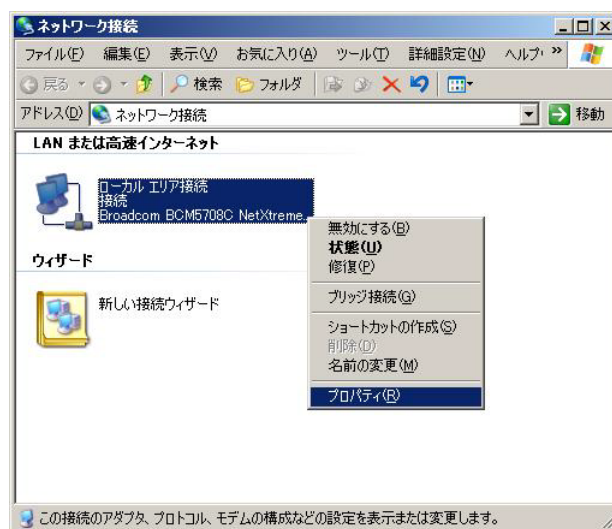 ネットワーク接続
ファイル(F) 編集(E) 表示(V) お気に入り(A) ツール(T) 詳細設定(N) ヘルプ »
戻る 検索 フォルダ
アドレス(D) ネットワーク接続 移動
LAN または高速インターネット
ローカル エリア接続
接続
Broadcom BCM5708C NetXtreme...
無効にする(B)
状態(U)
修復(P)
ブリッジ接続(G)
ショートカットの作成(S)
削除(D)
名前の変更(M)
プロパティ(R)
ウィザード
新しい接続ウィザード
この接続のアダプタ、プロトコル、モデムの構成などの設定を表示または変更します。